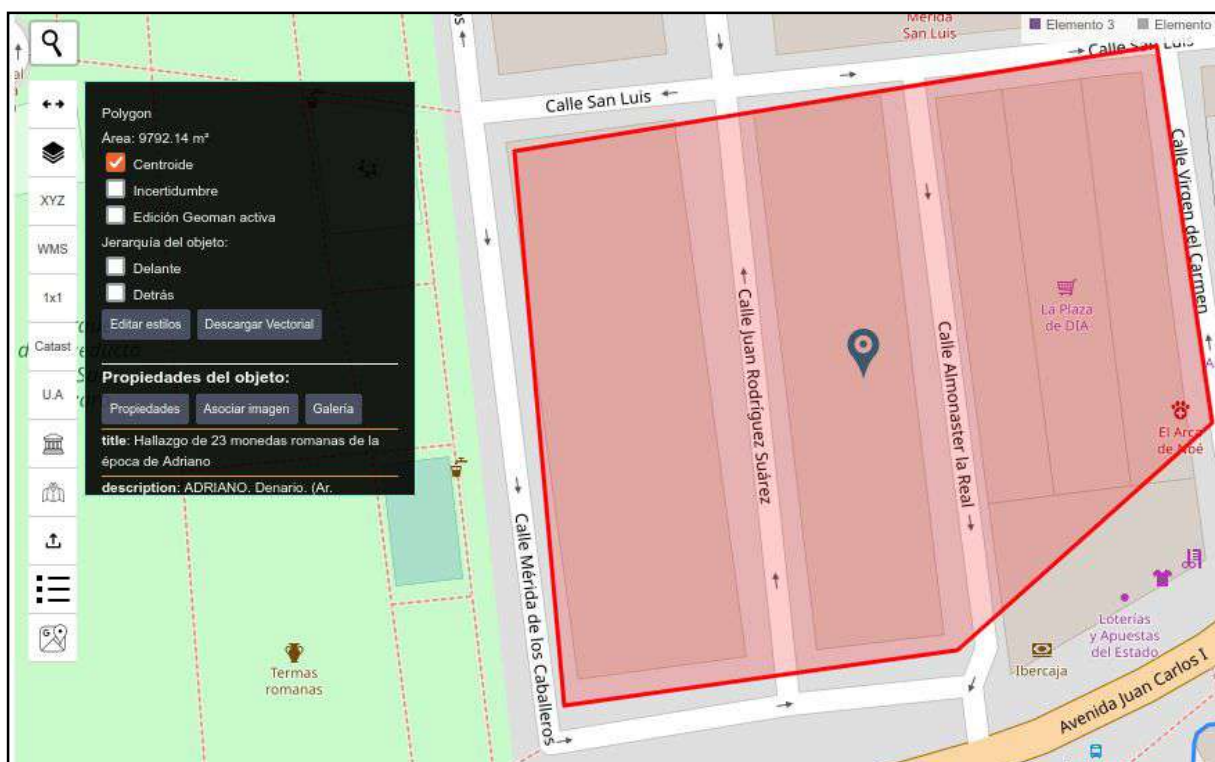 Elemento 3
Elemento
Polygon
Área: 9792.14 m²
Centroide
Incertidumbre
Edición Geoman activa
Jerarquía del objeto:
Delante
Detrás
Editar estilos
Descargar Vectorial
Propiedades del objeto:
Propiedades
Asociar imagen
Galería
title: Hallazgo de 23 monedas romanas de la
época de Adriano
description: ADRIANO. Denario. (Ar.
XYZ
WMS
1x1
Catast
U.A
Mérida
San Luis
Calle San Luis
Calle San Luis
Calle Virgen del Carmen
Calle Juan Rodríguez Suárez
Calle Almonaster la Real
Calle Mérida de los Caballeros
La Plaza
de DIA
El Arca
de Noé
Loterías
y Apuestas
del Estado
Ibercaja
Avenida Juan Carlos I
Termas
romanas